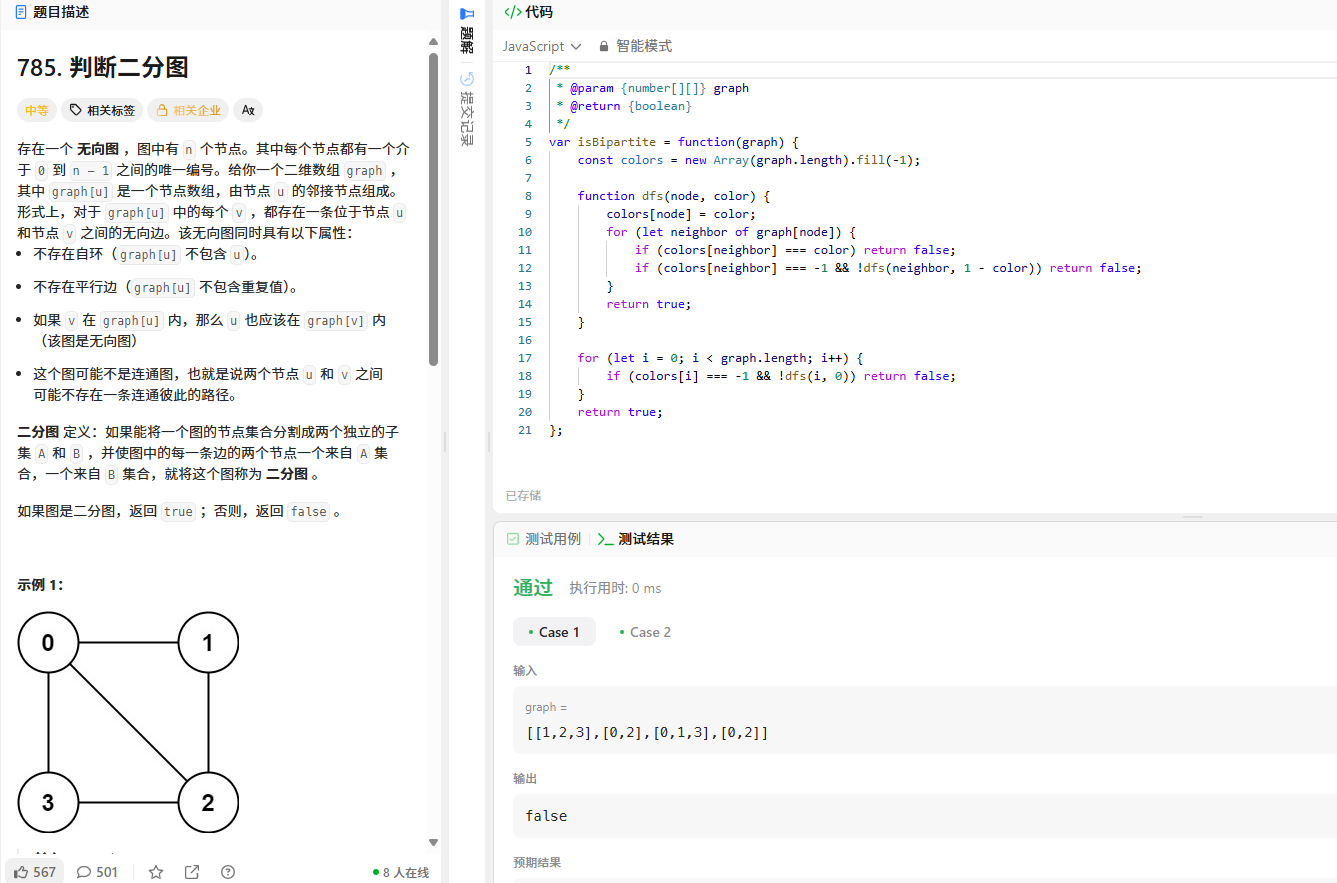 题目描述
785. 判断二分图
中等 相关标签 相关企业 Ax
存在一个 无向图 ，图中有 n 个节点。其中每个节点都有一个介
于 0 到 n - 1 之间的唯一编号。给你一个二维数组 graph ，
其中 graph[u] 是一个节点数组，由节点 u 的邻接节点组成。
形式上，对于 graph[u] 中的每个 v ，都存在一条位于节点 u
和节点 v 之间的无向边。该无向图同时具有以下属性：
• 不存在自环（graph[u] 不包含 u）。
• 不存在平行边（graph[u] 不包含重复值）。
• 如果 v 在 graph[u] 内，那么 u 也应该在 graph[v] 内
（该图是无向图）
• 这个图可能不是连通图，也就是说两个节点 u 和 v 之间
可能不存在一条连通彼此的路径。
二分图 定义：如果能将一个图的节点集合分割成两个独立的子
集 A 和 B ，并使图中的每一条边的两个节点一个来自 A 集
合，一个来自 B 集合，就将这个图称为 二分图 。
如果图是二分图，返回 true ；否则，返回 false 。
示例 1：
0 1
3 2
567 501 8 人在线
题解
提交记录
</> 代码
JavaScript 智能模式
1 /**
2 * @param {number[][]} graph
3 * @return {boolean}
4 */
5 var isBipartite = function(graph) {
6 const colors = new Array(graph.length).fill(-1);
7
8 function dfs(node, color) {
9 colors[node] = color;
10 for (let neighbor of graph[node]) {
11 if (colors[neighbor] === color) return false;
12 if (colors[neighbor] === -1 && !dfs(neighbor, 1 - color)) return false;
13 }
14 return true;
15 }
16
17 for (let i = 0; i < graph.length; i++) {
18 if (colors[i] === -1 && !dfs(i, 0)) return false;
19 }
20 return true;
21 };
已存储
测试用例 >_ 测试结果
通过 执行用时: 0 ms
• Case 1 • Case 2
输入
graph =
[[1,2,3],[0,2],[0,1,3],[0,2]]
输出
false
预期结果